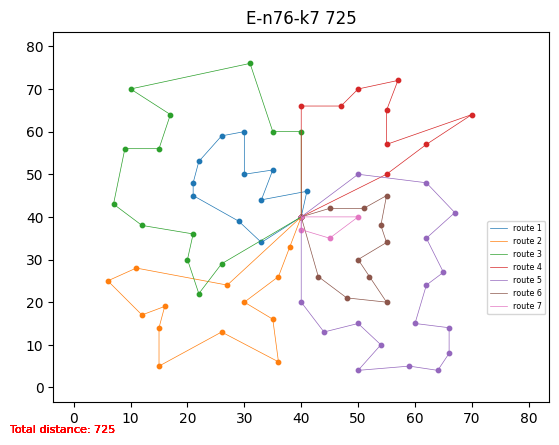 E-n76-k7 725
80
70
60
50
40
30
20
10
0
0 10 20 30 40 50 60 70 80
route 1
route 2
route 3
route 4
route 5
route 6
route 7
Total distance: 725